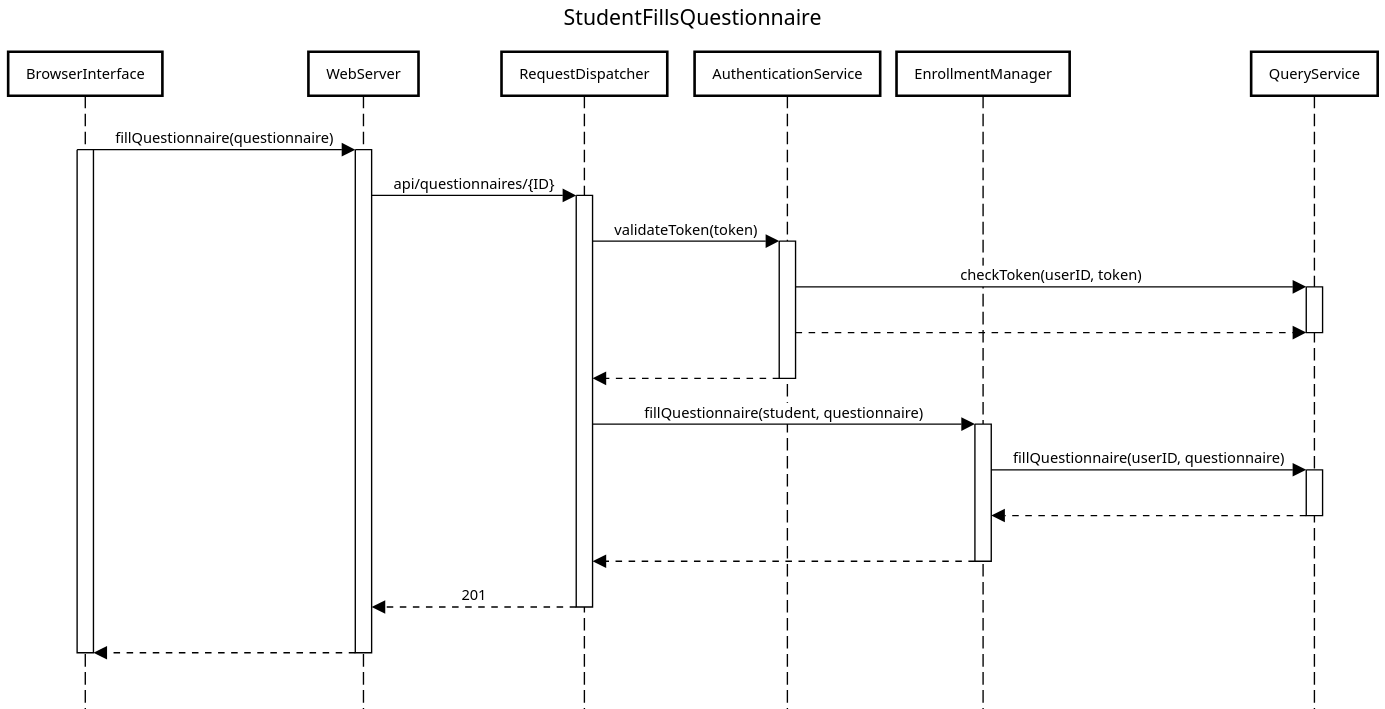 StudentFillsQuestionnaire
BrowserInterface
WebServer
RequestDispatcher
AuthenticationService
EnrollmentManager
QueryService
fillQuestionnaire(questionnaire)
api/questionnaires/{ID}
validateToken(token)
checkToken(userID, token)
fillQuestionnaire(student, questionnaire)
fillQuestionnaire(userID, questionnaire)
201